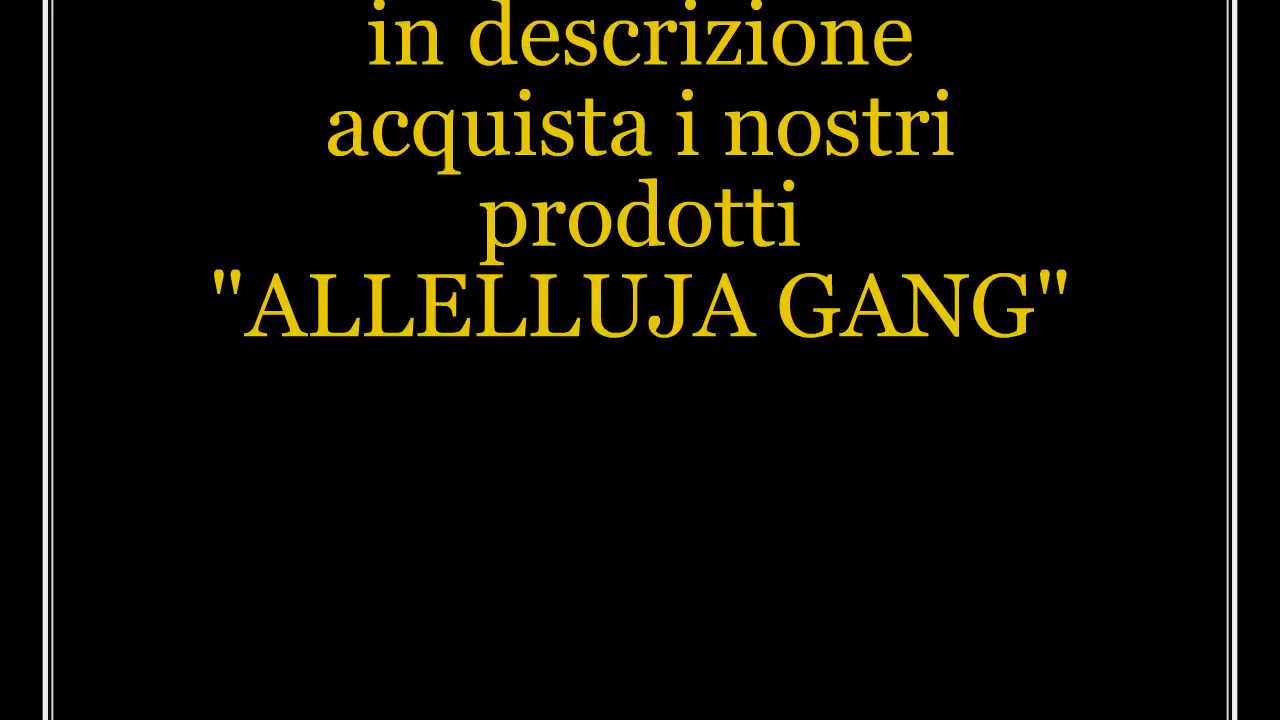 in descrizione
acquista i nostri
prodotti
"ALLELLUJA GANG"